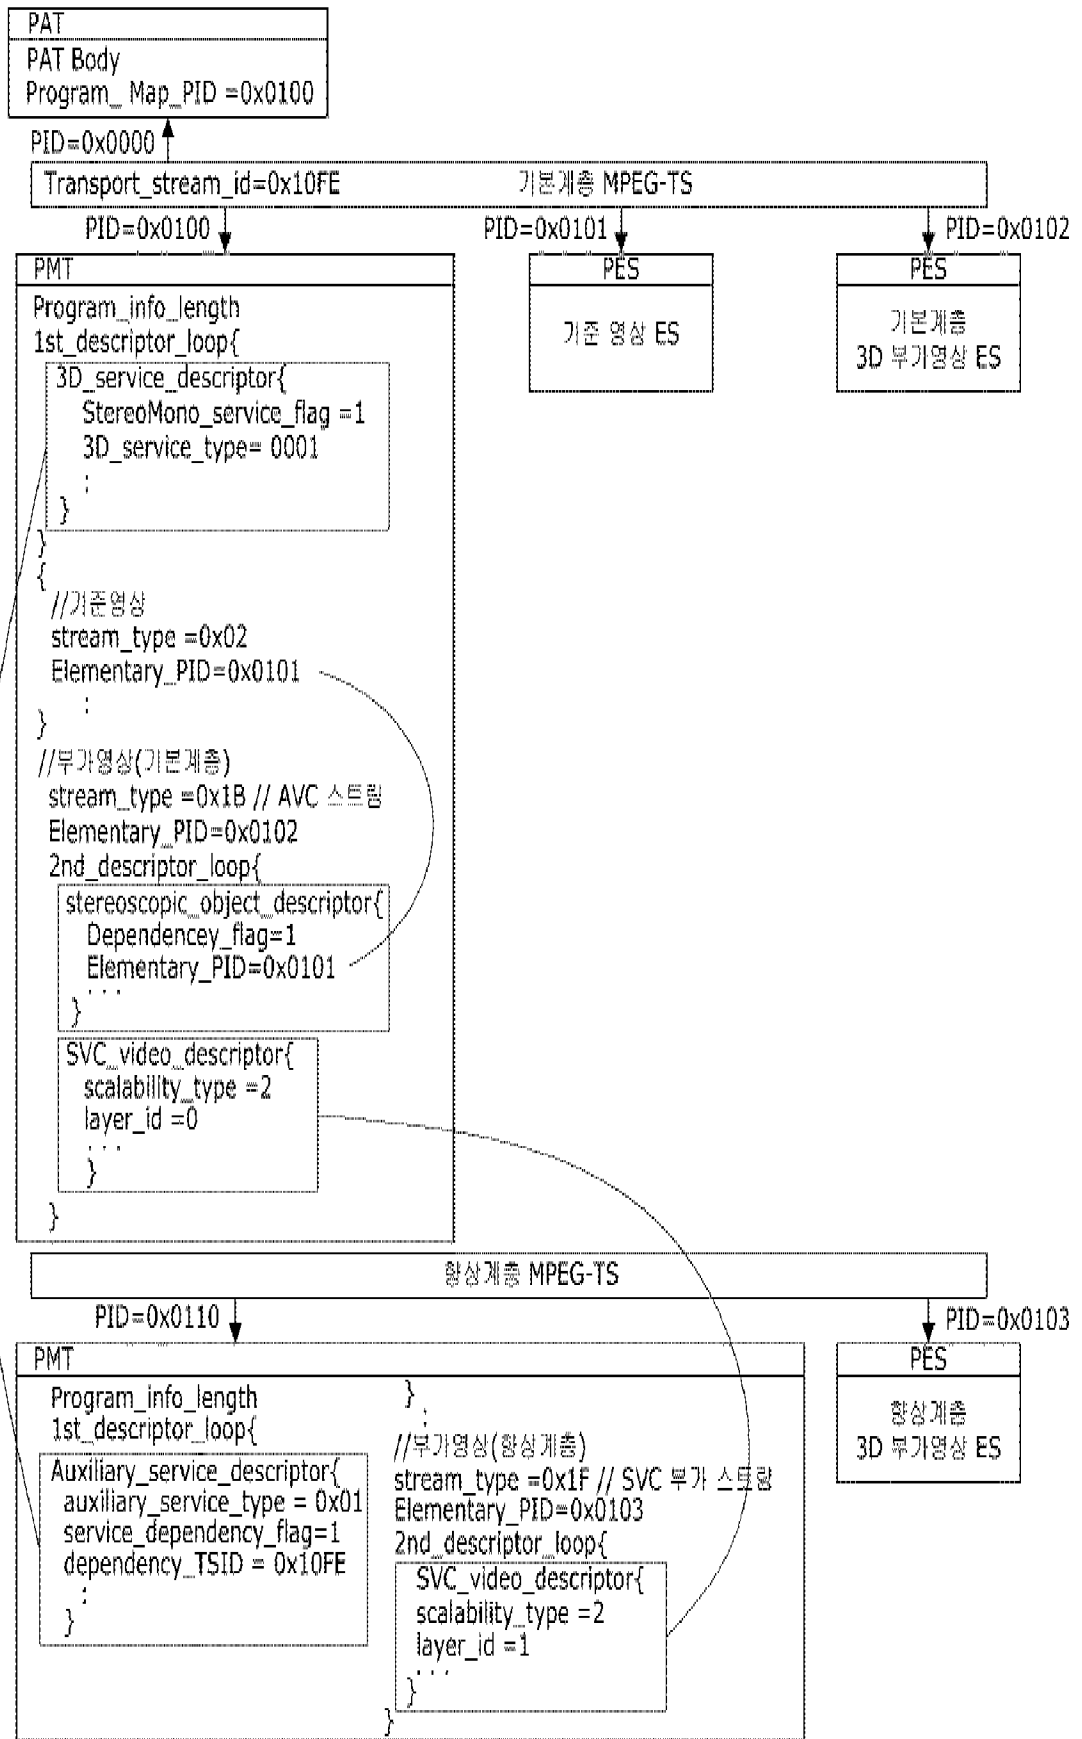 PAT
PAT Body
Program_ Map_PID =0x0100
PID=0x0000
Transport_stream_id=0x10FE 기본계층 MPEG-TS
PID=0x0100 PID=0x0101 PID=0x0102
PMT
Program_info_length
1st_descriptor_loop{
3D_service_descriptor{
StereoMono_service_flag =1
3D_service_type= 0001
:
}
}
{
//기준영상
stream_type =0x02
Elementary_PID=0x0101
:
}
//부가영상(기본계층)
stream_type =0x1B // AVC 스트림
Elementary_PID=0x0102
2nd_descriptor_loop{
stereoscopic_object_descriptor{
Dependencey_flag=1
Elementary_PID=0x0101
...
}
SVC_video_descriptor{
scalability_type =2
layer_id =0
...
}
}
PES
기준 영상 ES
PES
기본계층
3D 부가영상 ES
향상계층 MPEG-TS
PID=0x0110 PID=0x0103
PMT
Program_info_length
1st_descriptor_loop{
Auxiliary_service_descriptor{
auxiliary_service_type = 0x01
service_dependency_flag=1
dependency_TSID = 0x10FE
:
}
}
:
//부가영상(향상계층)
stream_type =0x1F // SVC 부가 스트림
Elementary_PID=0x0103
2nd_descriptor_loop{
SVC_video_descriptor{
scalability_type =2
layer_id =1
...
}
}
PES
향상계층
3D 부가영상 ES